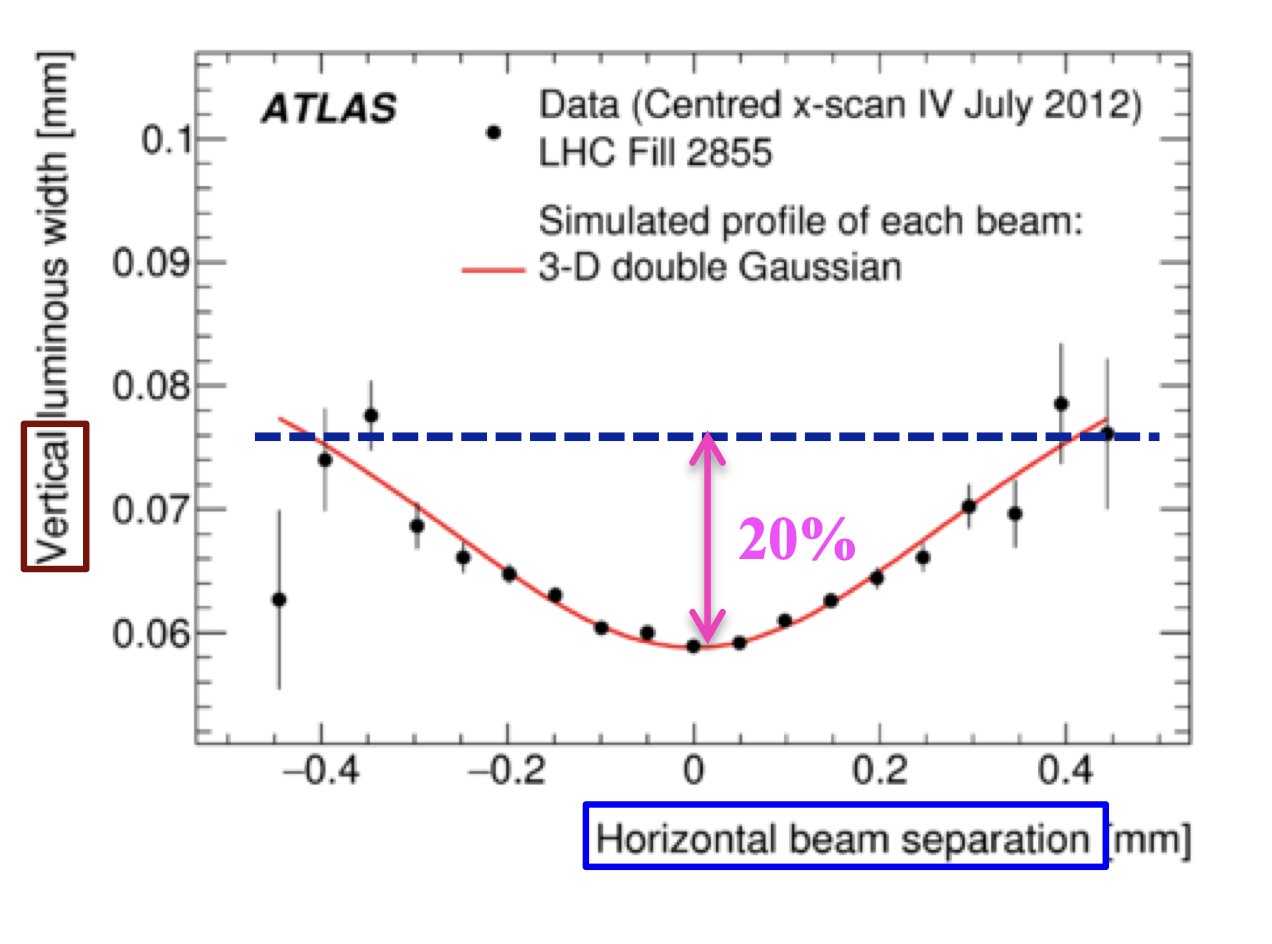 ATLAS
Data (Centred x-scan IV July 2012)
LHC Fill 2855
Simulated profile of each beam:
3-D double Gaussian
Vertical luminous width [mm]
0.1
0.09
0.08
0.07
0.06
20%
−0.4
−0.2
0
0.2
0.4
Horizontal beam separation [mm]